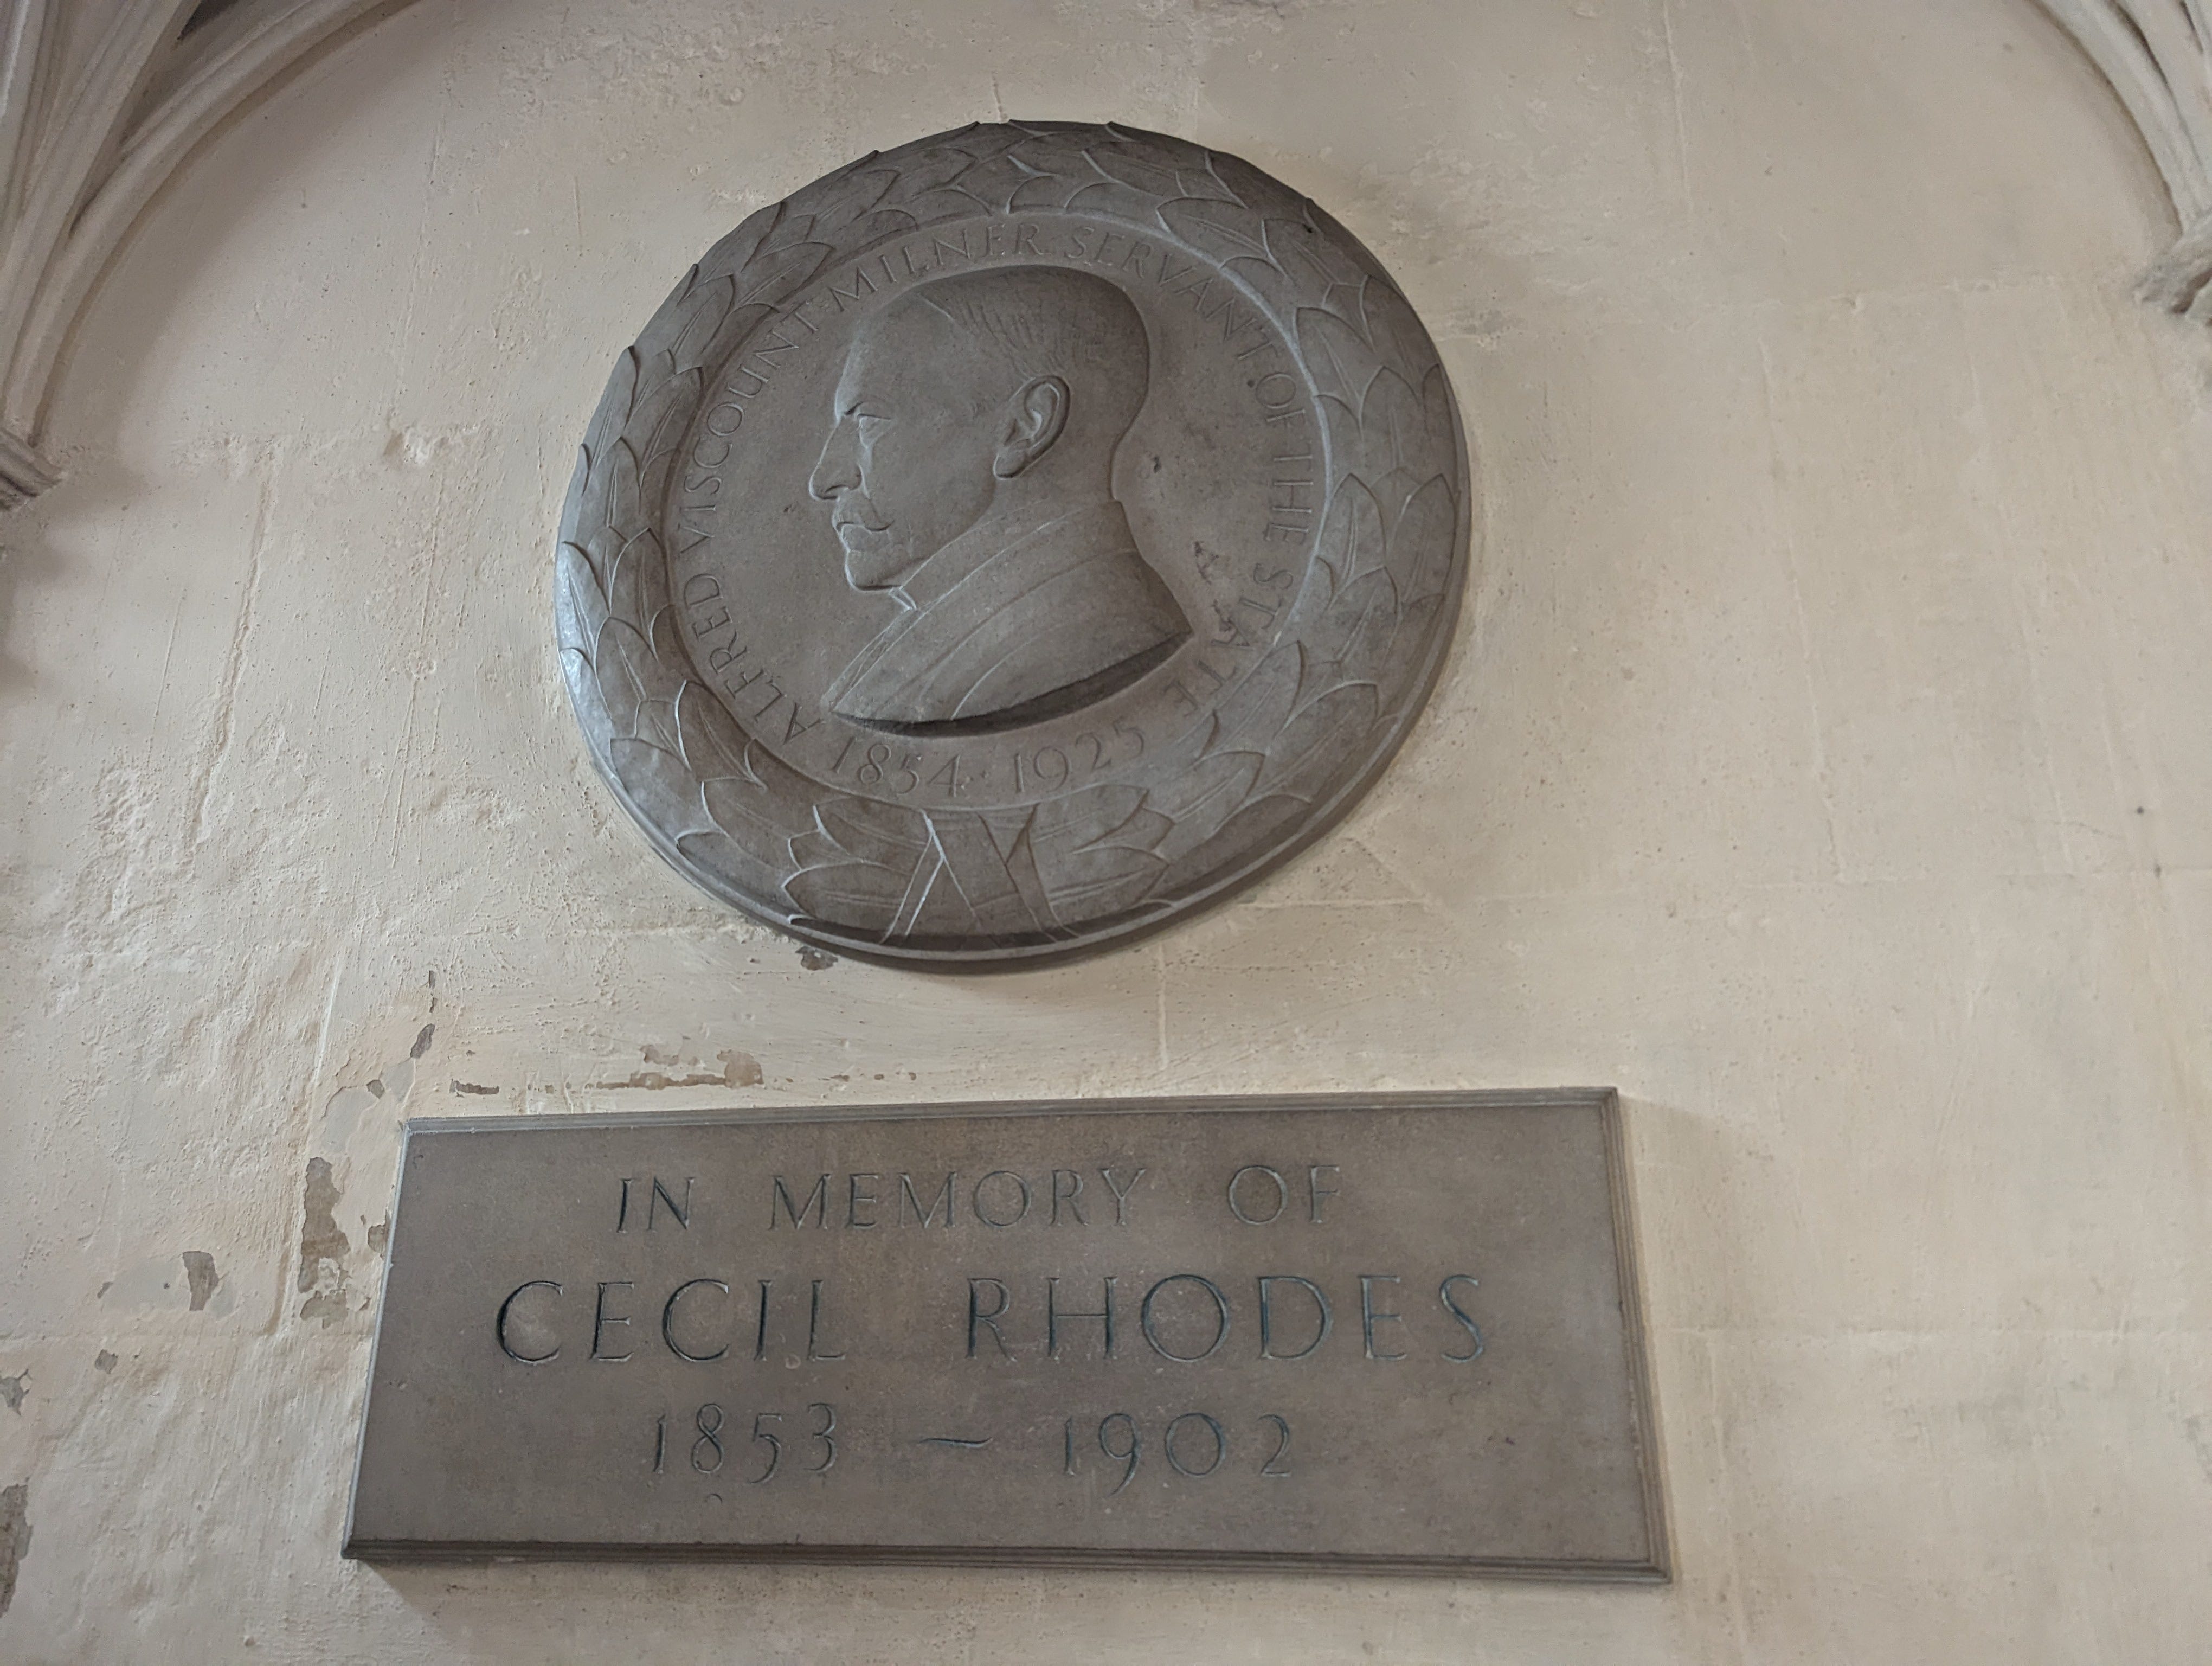 ALFRED VISCOUNT·MILNER·SERVANT·OF THE STATE
1854·1925
IN MEMORY OF
CECIL RHODES
1853 – 1902